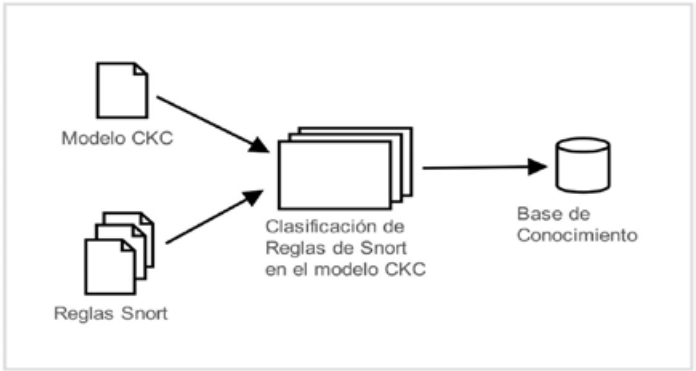 Modelo CKC
Reglas Snort
Clasificación de
Reglas de Snort
en el modelo CKC
Base de
Conocimiento